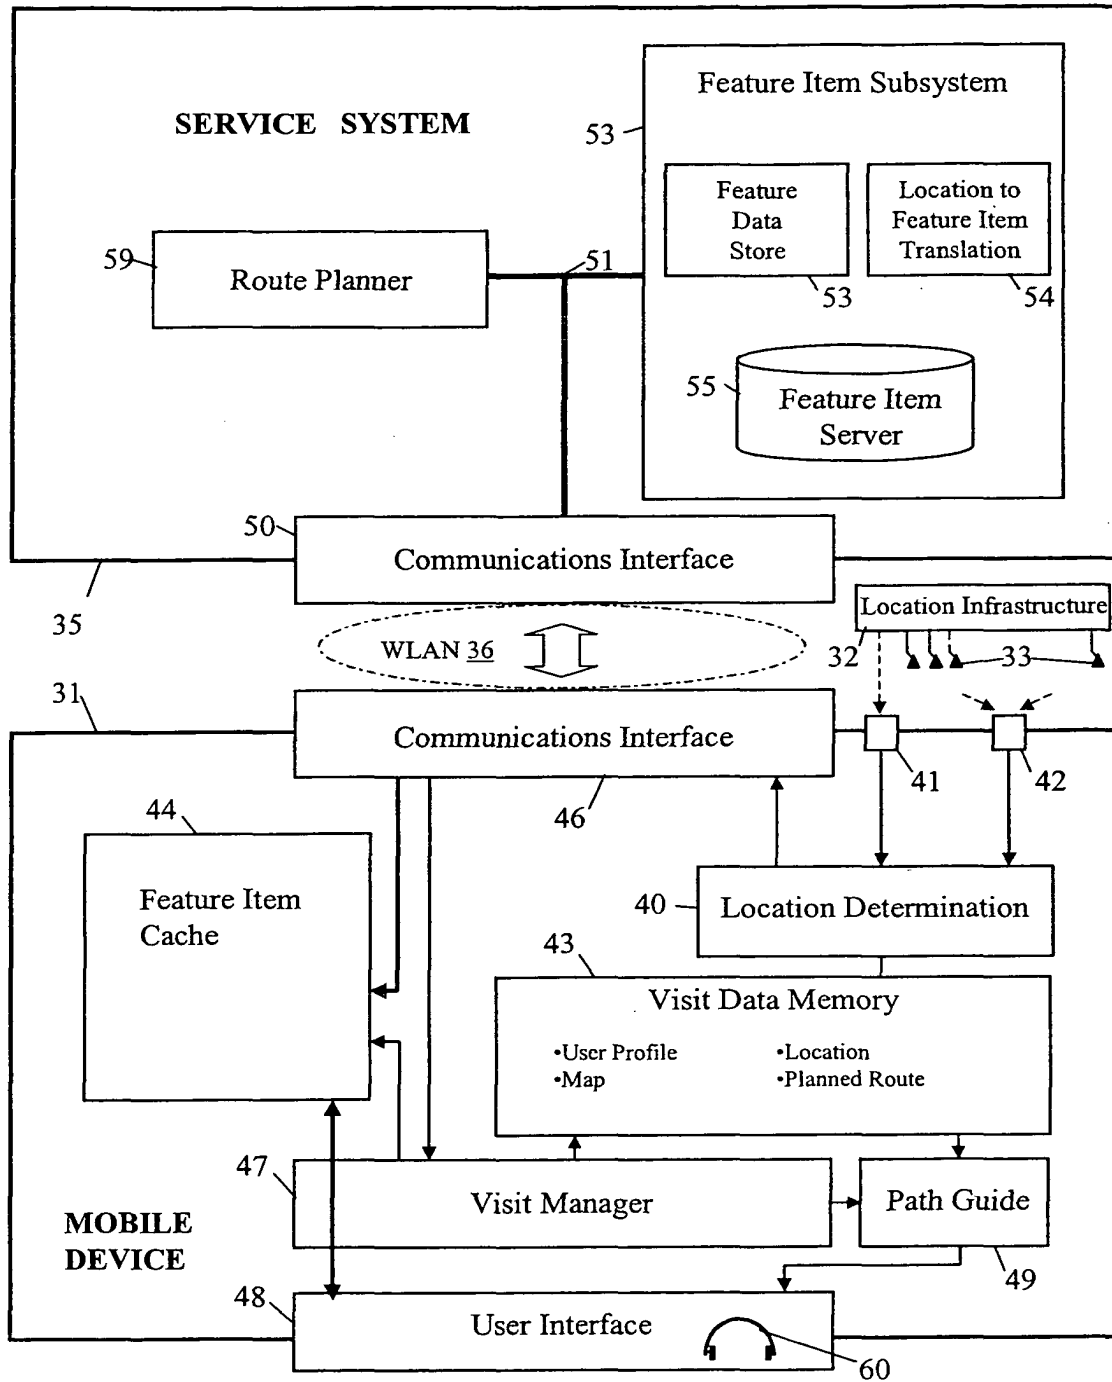 Feature Item Subsystem
SERVICE SYSTEM
53
Feature
Data
Store
Location to
Feature Item
Translation
59
Route Planner
51
53
54
55
Feature Item
Server
50
Communications Interface
35
Location Infrastructure
WLAN 36
32
33
31
Communications Interface
41
42
44
46
Feature Item
Cache
40
Location Determination
43
Visit Data Memory
•User Profile
•Location
•Map
•Planned Route
47
Visit Manager
Path Guide
MOBILE
DEVICE
49
48
User Interface
60